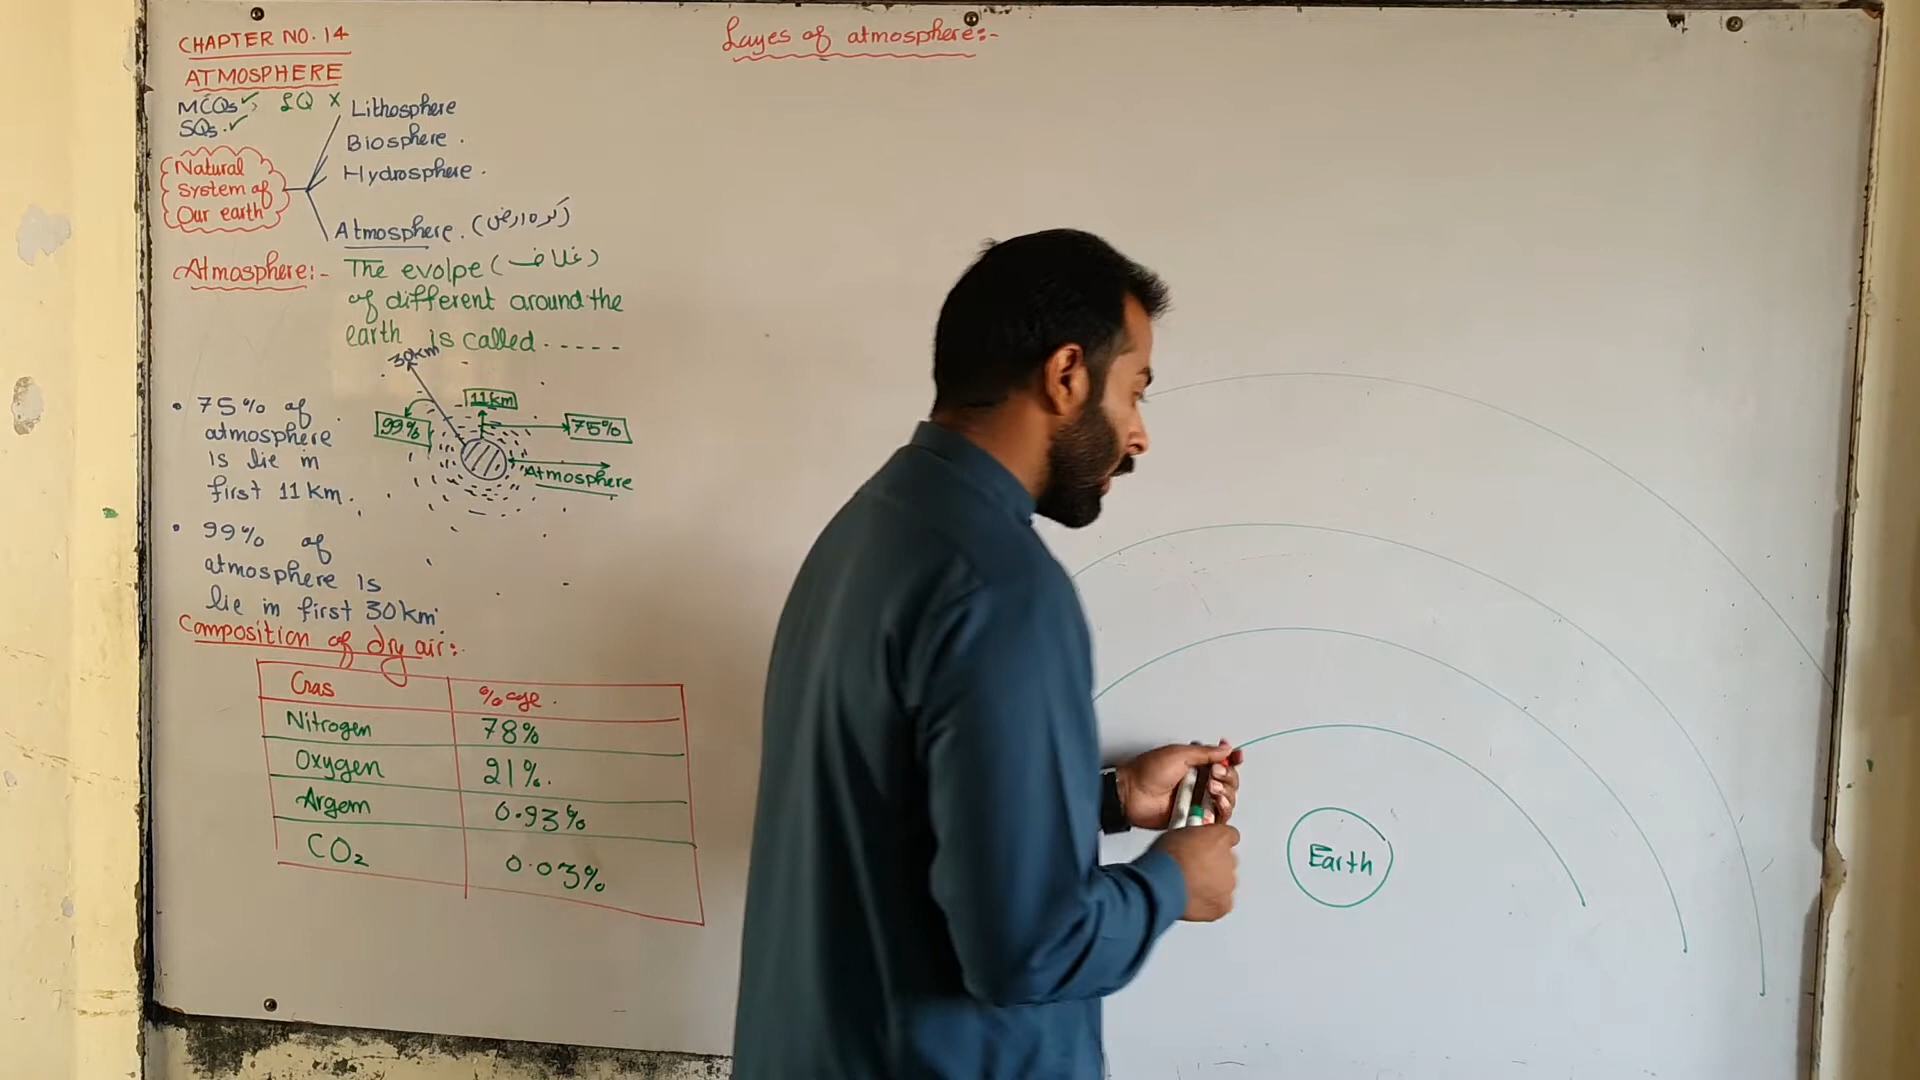 CHAPTER NO. 14
ATMOSPHERE
MCQs ✓, LQ X
SQs. ✓
Natural
system of
Our earth
Lithosphere
Biosphere .
Hydrosphere .
Atmosphere. (کرہ ارض)
Atmosphere:- The evolpe (غلاف)
of different around the
earth is called .-----
30km
11km
99%
75%
Atmosphere
• 75% of
atmosphere
is lie in
first 11 km.
• 99% of
atmosphere is
lie in first 30km.
Composition of dry air:-
Gas %age.
Nitrogen 78%
Oxygen 21%.
Argem 0.93%
CO₂ 0.03%
Layes of atmosphere:-
Earth